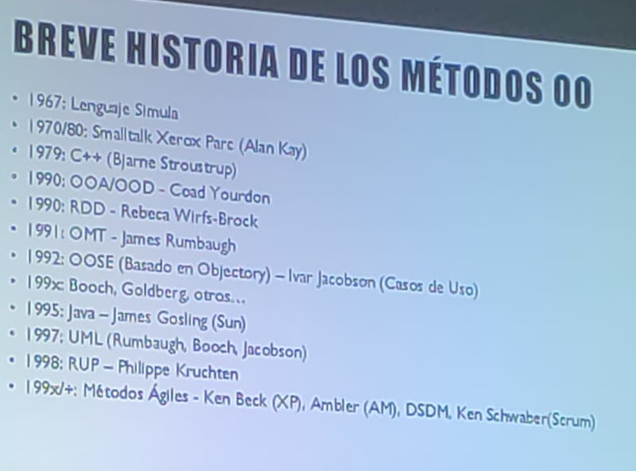 BREVE HISTORIA DE LOS MÉTODOS OO
• 1967: Lenguaje Simula
• 1970/80: Smalltalk Xerox Parc (Alan Kay)
• 1979: C++ (Bjarne Stroustrup)
• 1990: OOA/OOD - Coad Yourdon
• 1990: RDD - Rebeca Wirfs-Brock
• 1991: OMT - James Rumbaugh
• 1992: OOSE (Basado en Objectory) – Ivar Jacobson (Casos de Uso)
• 199x: Booch, Goldberg, otros...
• 1995: Java – James Gosling (Sun)
• 1997: UML (Rumbaugh, Booch, Jacobson)
• 1998: RUP – Philippe Kruchten
• 199x/+: Métodos Ágiles - Ken Beck (XP), Ambler (AM), DSDM, Ken Schwaber(Scrum)